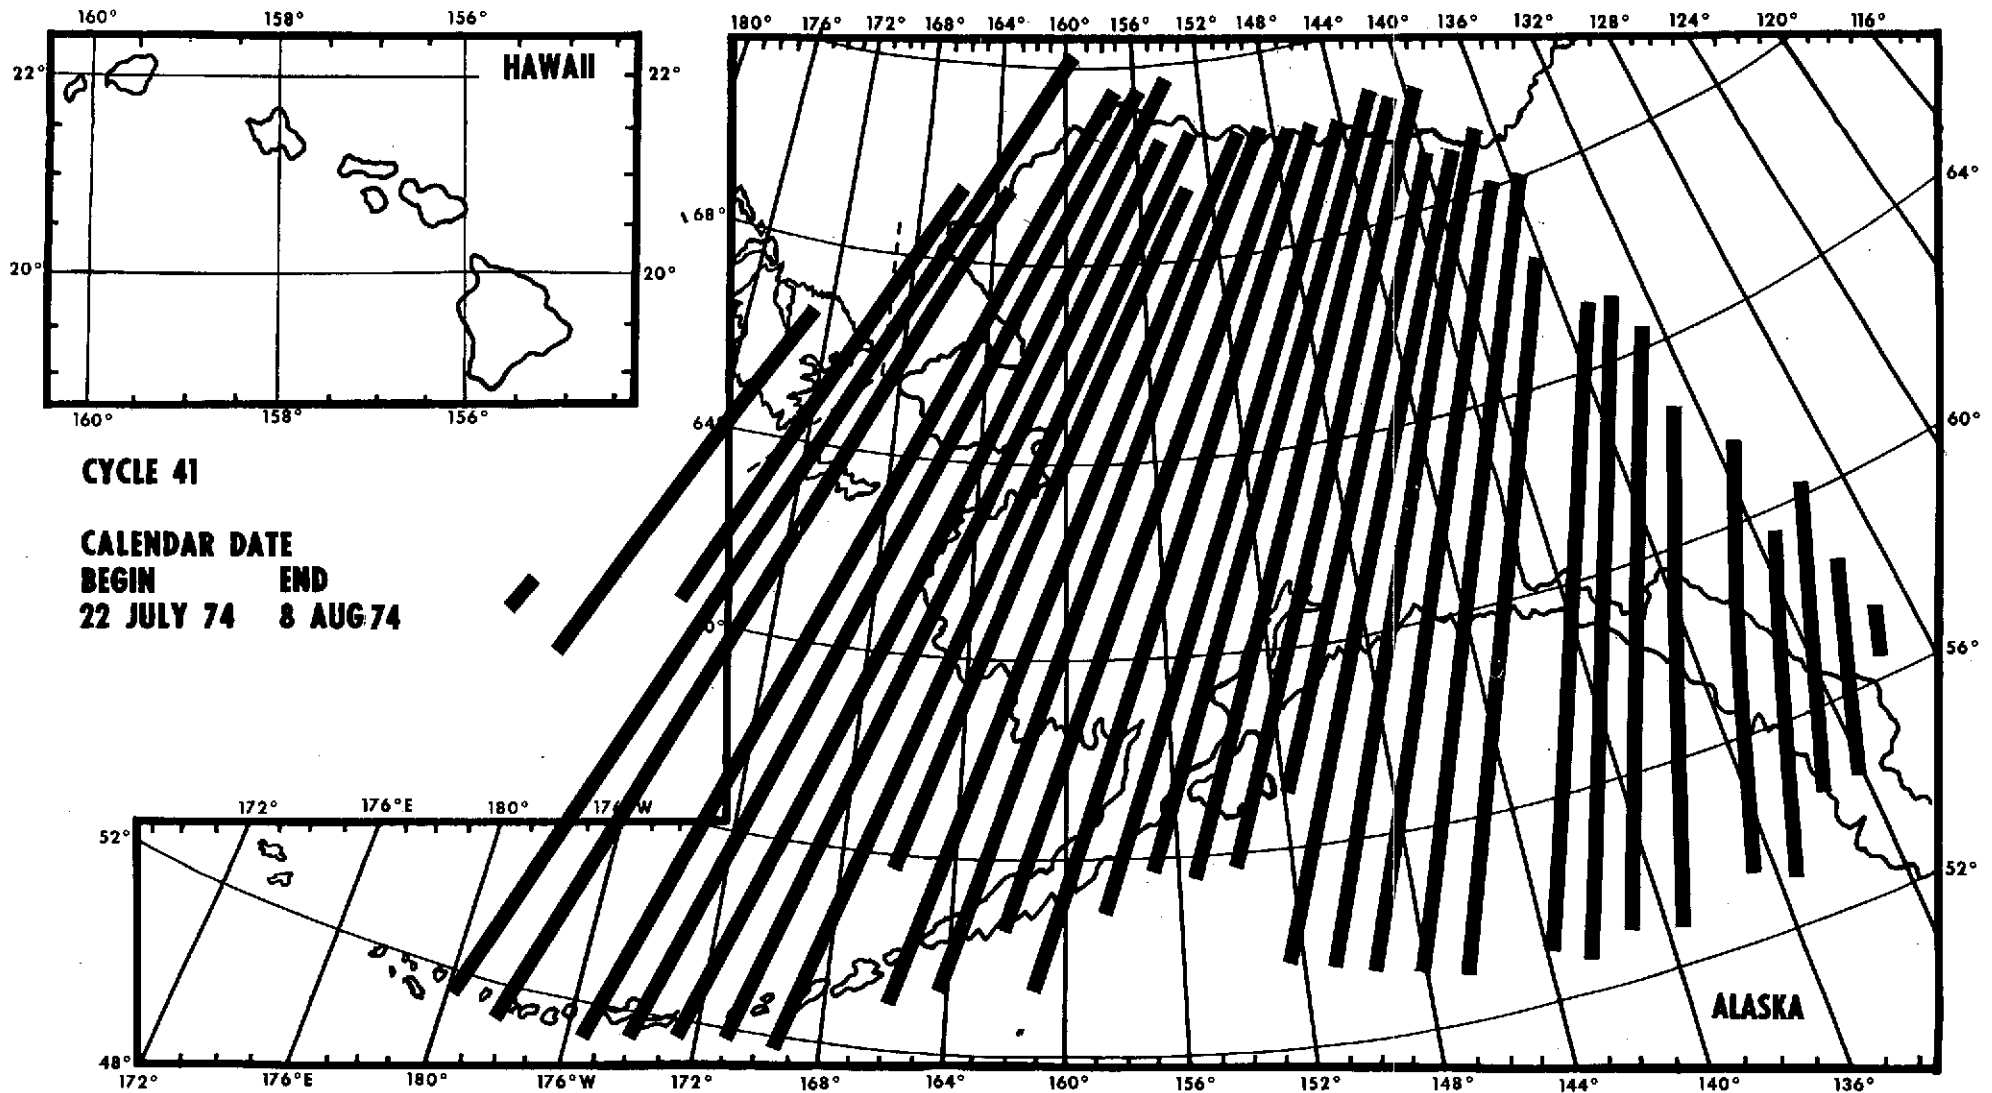 160° 158° 156°
HAWAII
22° 22°
20° 20°
160° 158° 156°
CYCLE 41
CALENDAR DATE
BEGIN END
22 JULY 74 8 AUG 74
180° 176° 172° 168° 164° 160° 156° 152° 148° 144° 140° 136° 132° 128° 124° 120° 116°
68° 64°
64 60°
0° 56°
172° 176°E 180° 176° W
52° 52°
ALASKA
48°
172° 176°E 180° 176°W 172° 168° 164° 160° 156° 152° 148° 144° 140° 136°